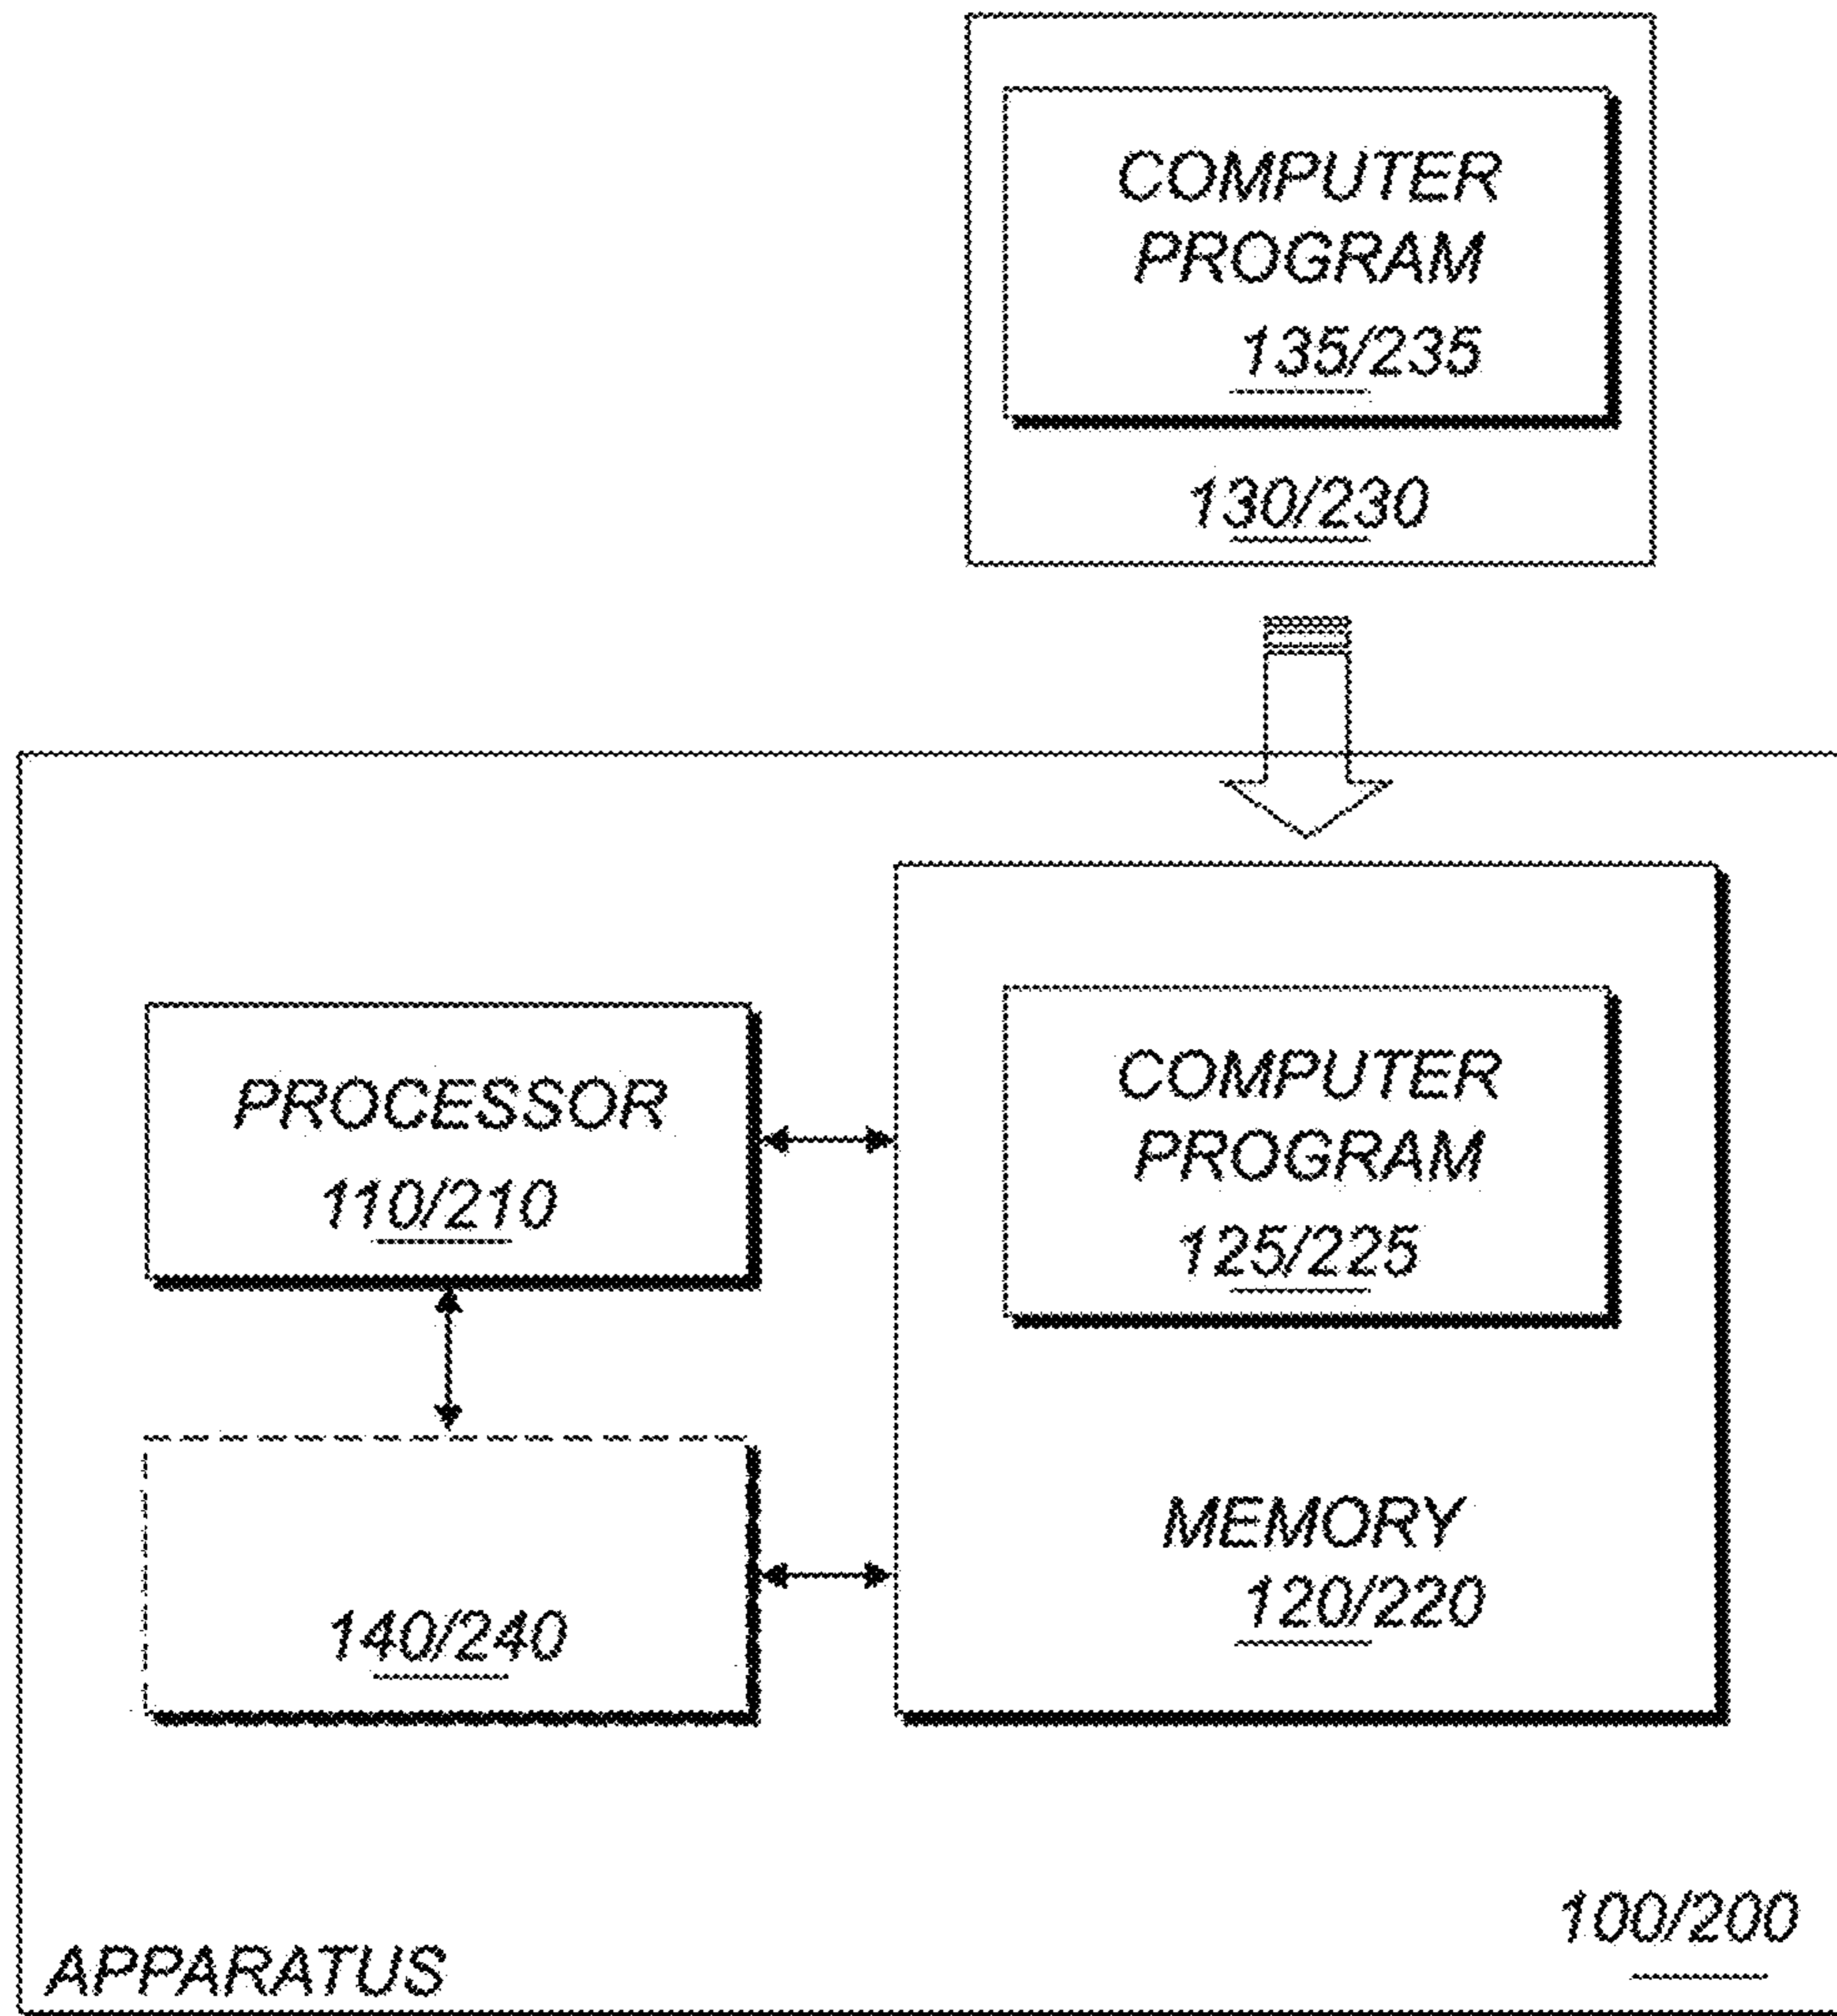 COMPUTER
PROGRAM
135/235
130/230
PROCESSOR
110/210
COMPUTER
PROGRAM
125/225
MEMORY
120/220
140/240
100/200
APPARATUS